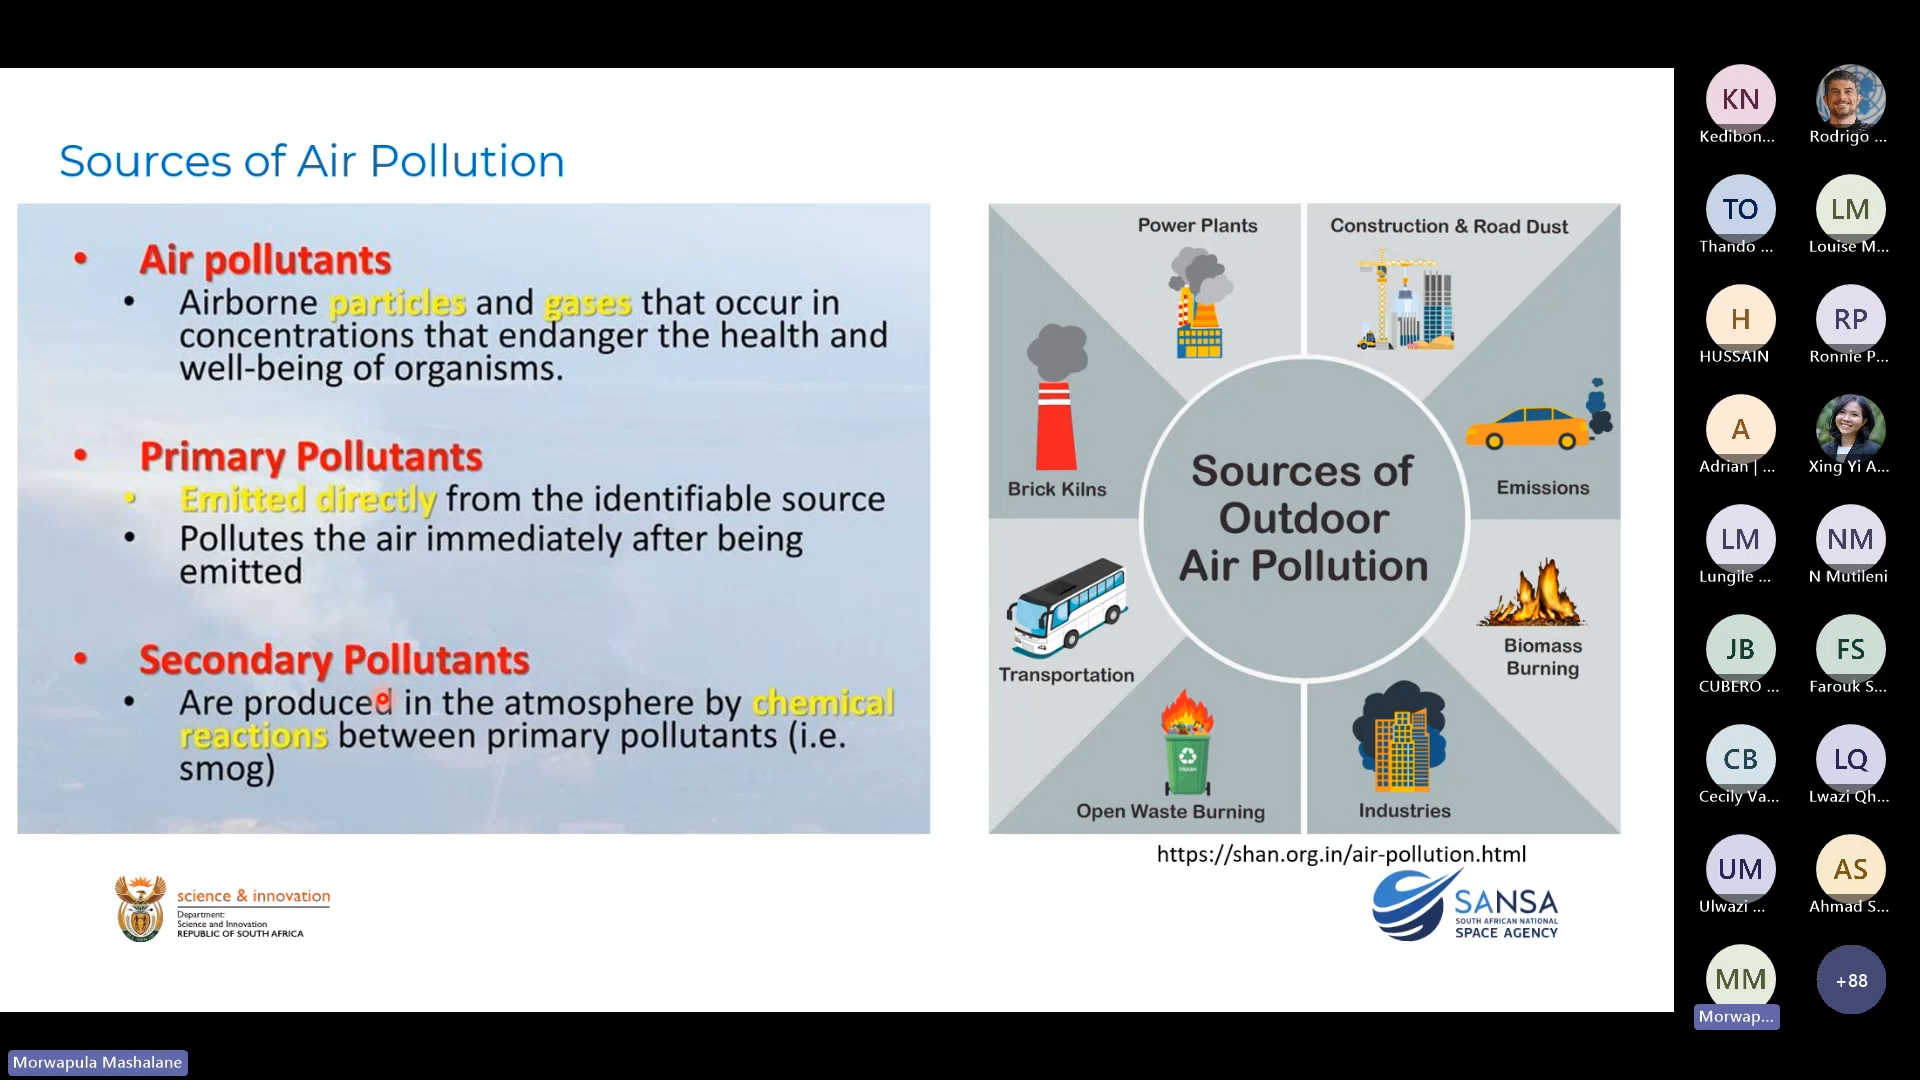 Sources of Air Pollution
• Air pollutants
• Airborne particles and gases that occur in
concentrations that endanger the health and
well-being of organisms.
• Primary Pollutants
• Emitted directly from the identifiable source
• Pollutes the air immediately after being
emitted
• Secondary Pollutants
• Are produced in the atmosphere by chemical
reactions between primary pollutants (i.e.
smog)
Power Plants
Construction & Road Dust
Brick Kilns
Emissions
Sources of
Outdoor
Air Pollution
Transportation
Biomass
Burning
TRASH
Open Waste Burning
Industries
https://shan.org.in/air-pollution.html
science & innovation
Department:
Science and Innovation
REPUBLIC OF SOUTH AFRICA
SANSA
SOUTH AFRICAN NATIONAL
SPACE AGENCY
KN
Kedibon...
Rodrigo ...
TO
Thando ...
LM
Louise M...
H
HUSSAIN
RP
Ronnie P...
A
Adrian | ...
Xing Yi A...
LM
Lungile ...
NM
N Mutileni
JB
CUBERO ...
FS
Farouk S...
CB
Cecily Va...
LQ
Lwazi Qh...
UM
Ulwazi ...
AS
Ahmad S...
MM
Morwap...
+88
Morwapula Mashalane